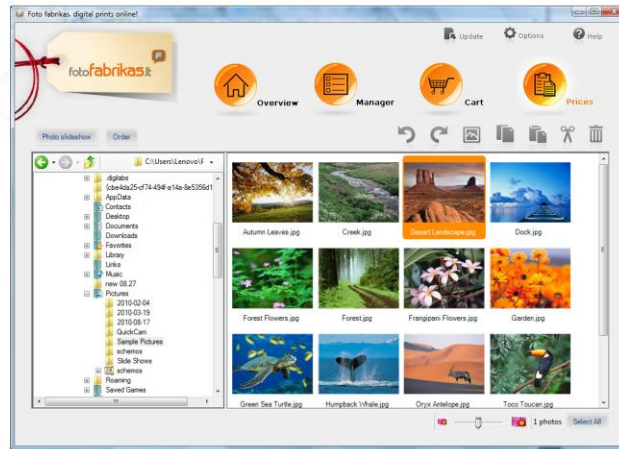 Foto fabrikas. digital prints online!
Update
Options
Help
fotofabrikas.lt
Overview
Manager
Cart
Prices
Photo slideshow
Order
C:\Users\Lenovo\F
.digilabs
{cbe4da25-cf74-494f-a14a-8e5356d1
AppData
Contacts
Desktop
Documents
Downloads
Favorites
Library
Links
Music
new 08.27
Pictures
2010-02-04
2010-03-19
2010-08-17
QuickCam
Sample Pictures
schemos
Slide Shows
schemos
Roaming
Saved Games
Autumn Leaves.jpg
Creek.jpg
Desert Landscape.jpg
Dock.jpg
Forest Flowers.jpg
Forest.jpg
Frangipani Flowers.jpg
Garden.jpg
Green Sea Turtle.jpg
Humpback Whale.jpg
Oryx Antelope.jpg
Toco Toucan.jpg
1 photos
Select All